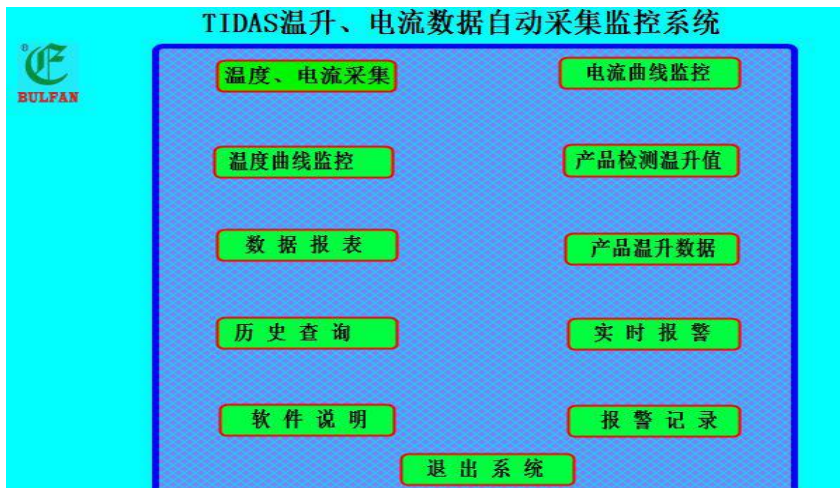 TIDAS温升、电流数据自动采集监控系统
®
BULFAN
温度、电流采集
电流曲线监控
温度曲线监控
产品检测温升值
数据报表
产品温升数据
历史查询
实时报警
软件说明
报警记录
退出系统